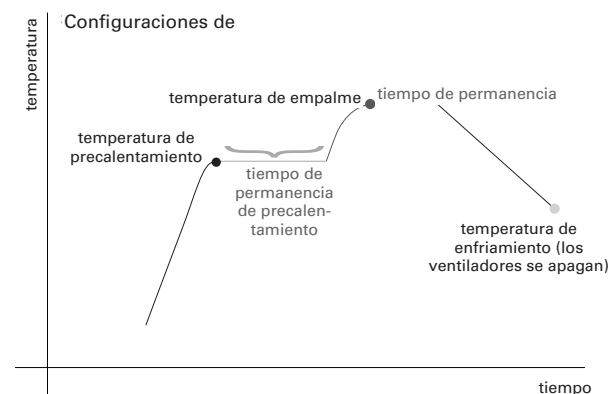 Configuraciones de
temperatura
temperatura de empalme
tiempo de permanencia
temperatura de
precalentamiento
tiempo de
permanencia
de precalen-
tamiento
temperatura de
enfriamiento (los
ventiladores se apagan)
tiempo